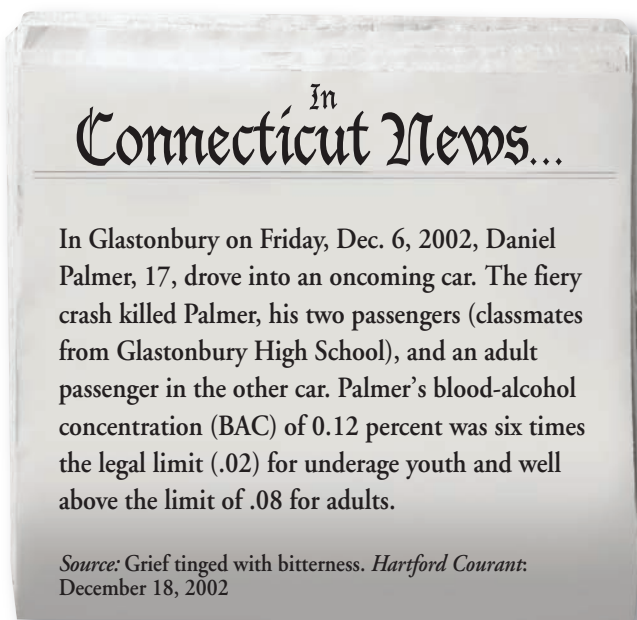 In
Connecticut News...
In Glastonbury on Friday, Dec. 6, 2002, Daniel
Palmer, 17, drove into an oncoming car. The fiery
crash killed Palmer, his two passengers (classmates
from Glastonbury High School), and an adult
passenger in the other car. Palmer’s blood-alcohol
concentration (BAC) of 0.12 percent was six times
the legal limit (.02) for underage youth and well
above the limit of .08 for adults.
Source: Grief tinged with bitterness. Hartford Courant:
December 18, 2002